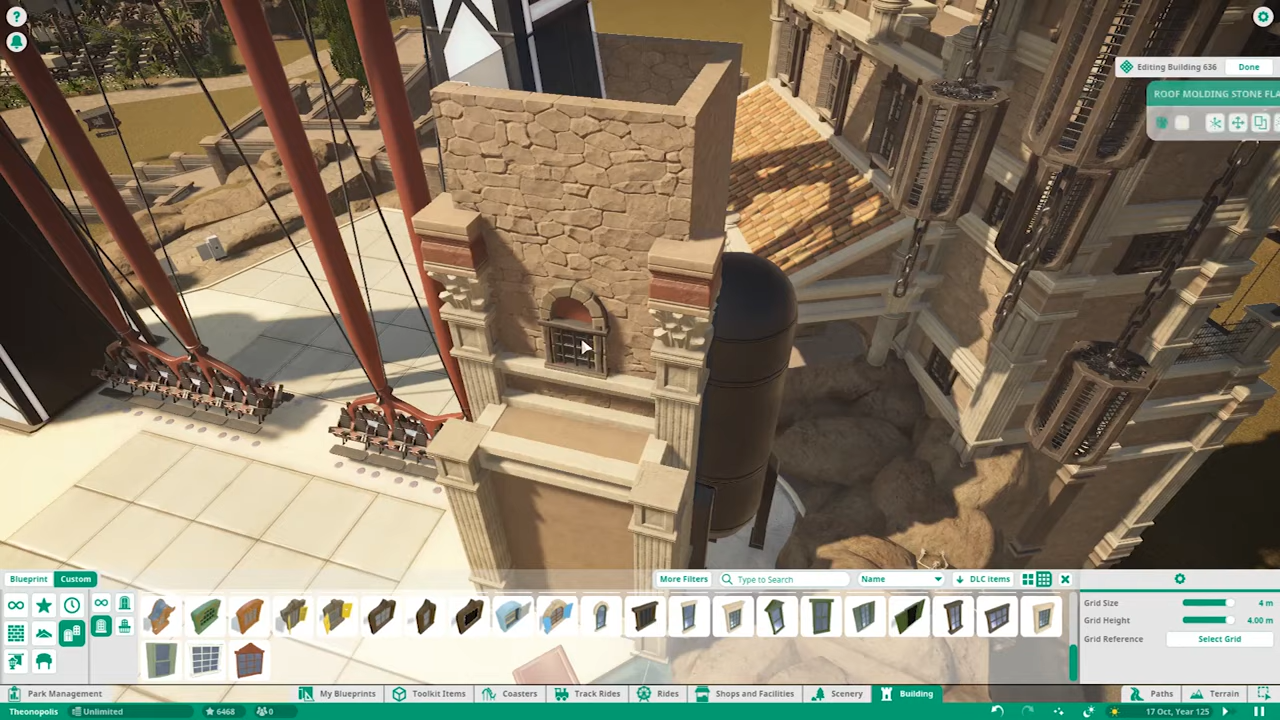 Editing Building 636 Done
ROOF MOLDING STONE FLA
Blueprint Custom More Filters Type to Search Name DLC items
Grid Size 4 m
Grid Height 4.00 m
Grid Reference Select Grid
Park Management My Blueprints Toolkit Items Coasters Track Rides Rides Shops and Facilities Scenery Building Paths Terrain
Theonopolis Unlimited 6468 0 17 Oct, Year 125